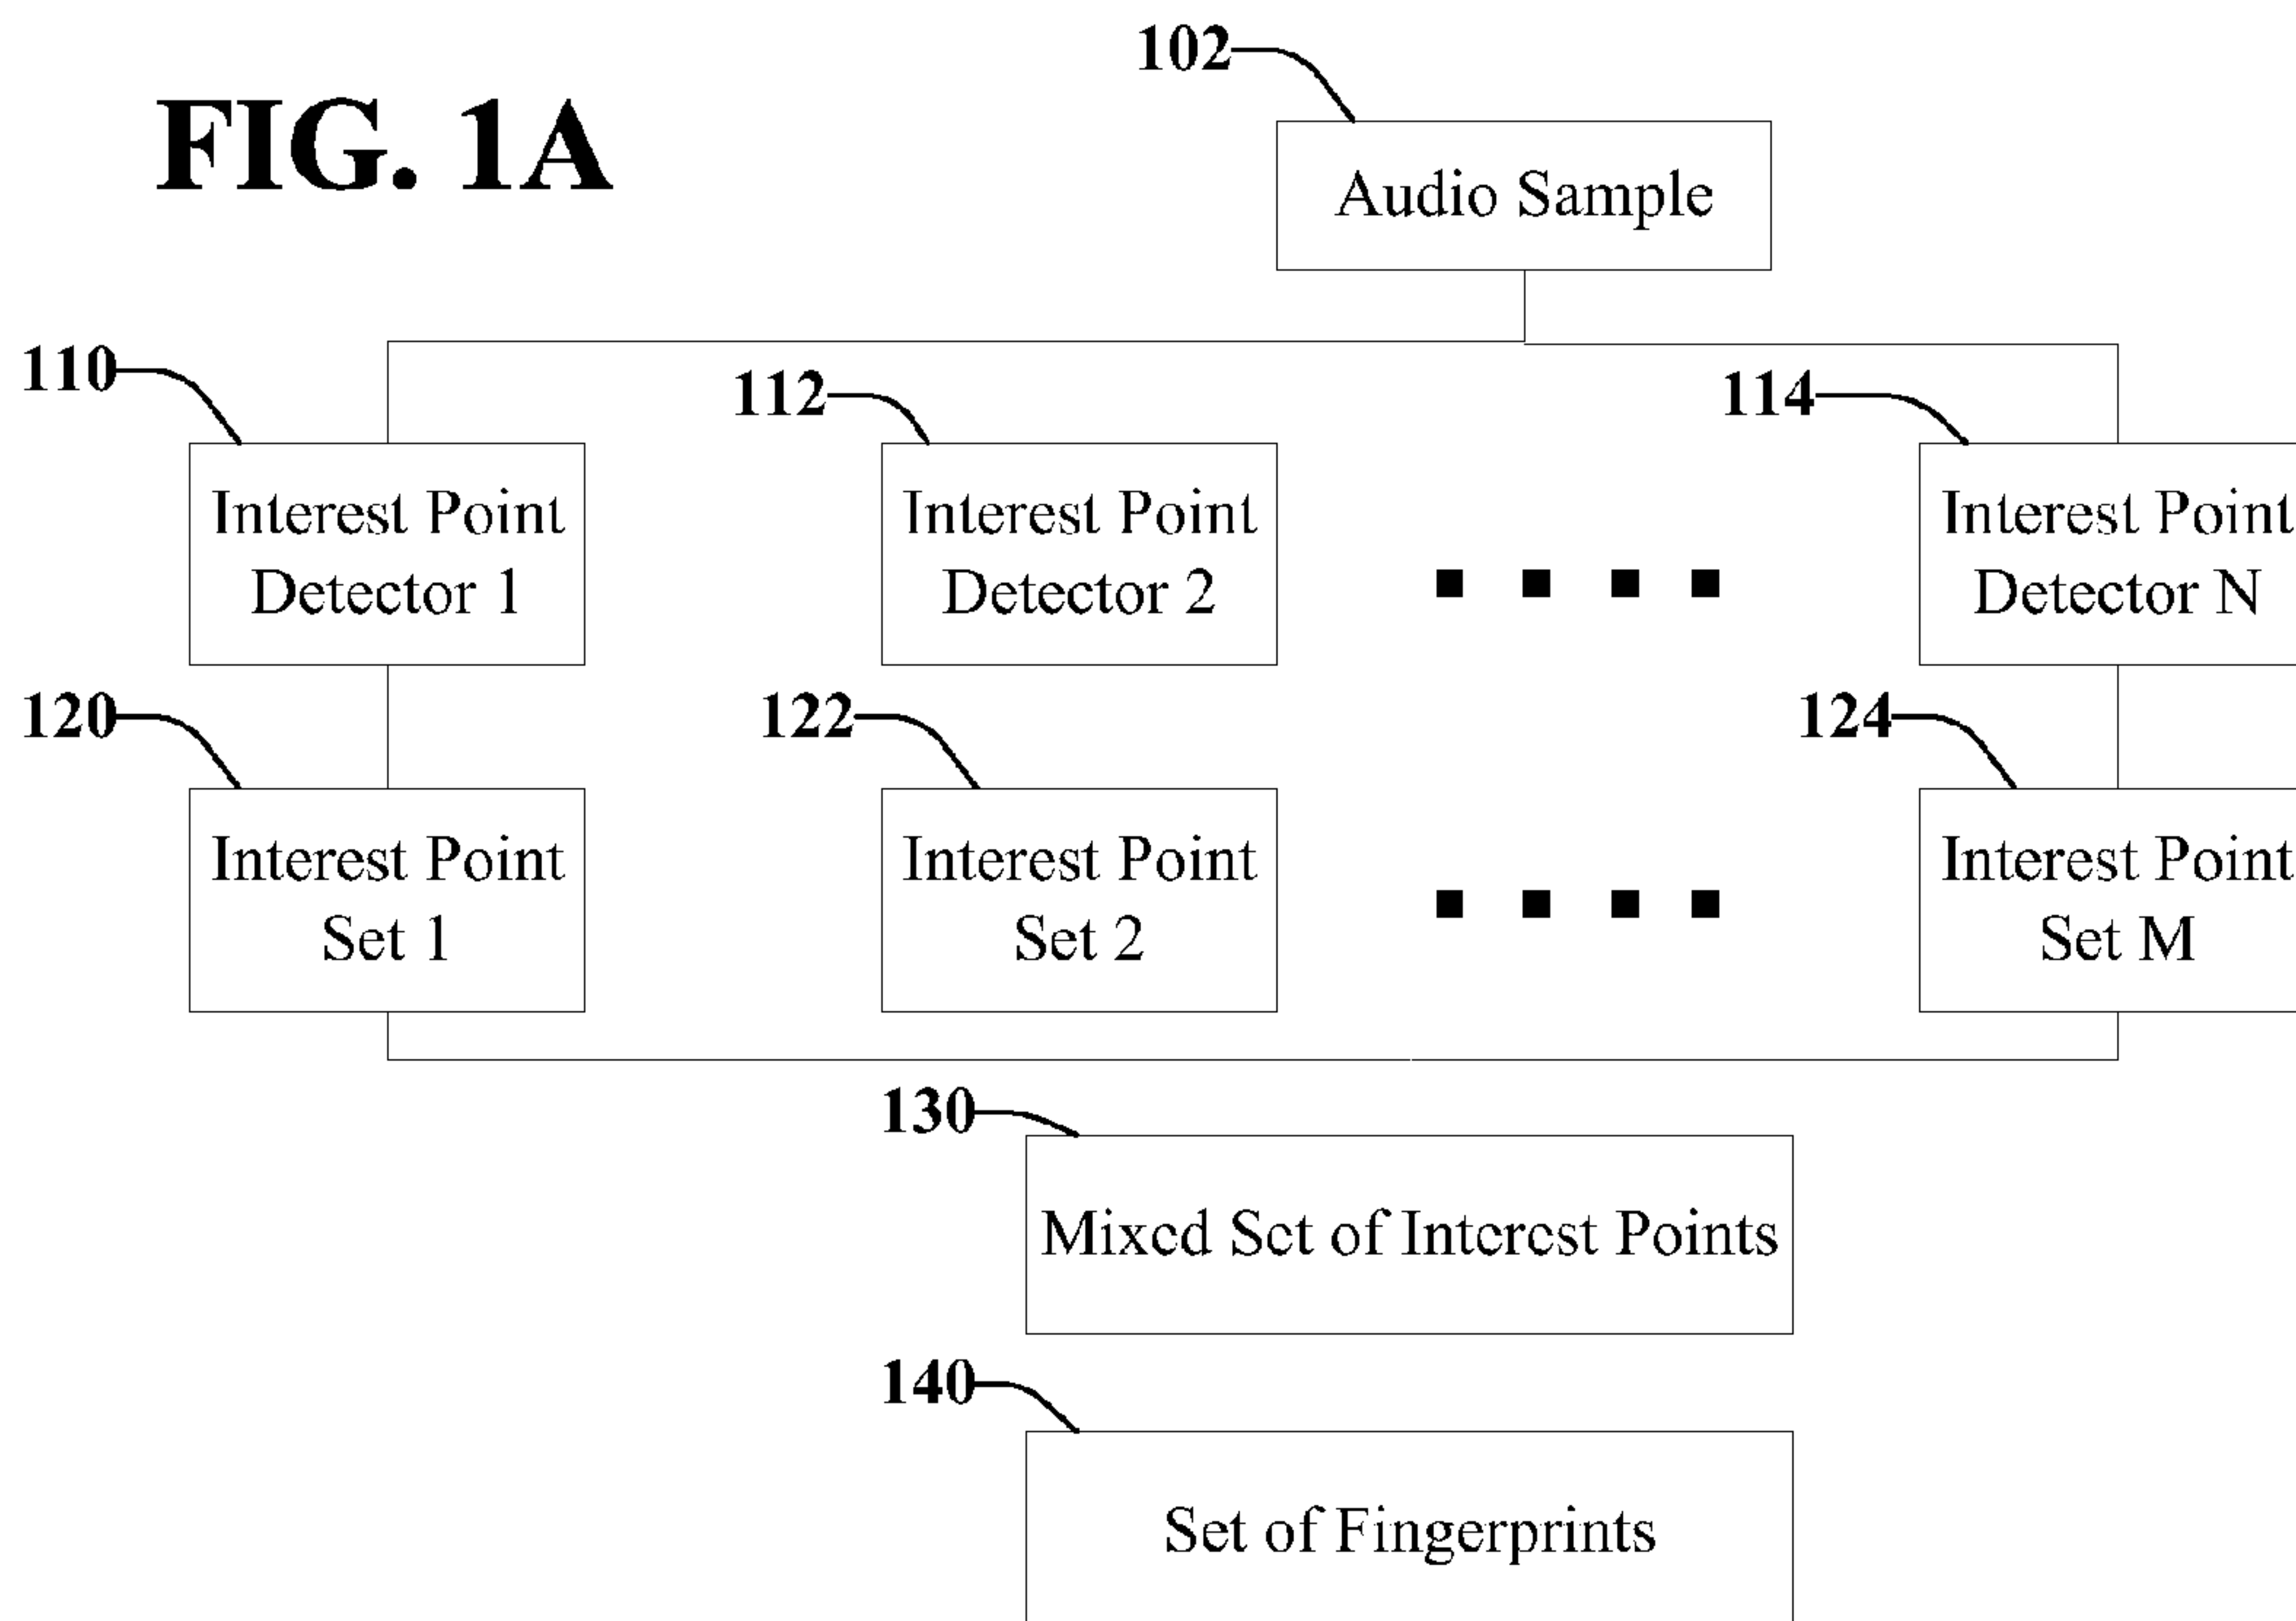 102
FIG. 1A
Audio Sample
110
112
114
Interest Point
Detector 1
Interest Point
Detector 2
Interest Point
Detector N
120
122
124
Interest Point
Set 1
Interest Point
Set 2
Interest Point
Set M
130
Mixed Set of Interest Points
140
Set of Fingerprints